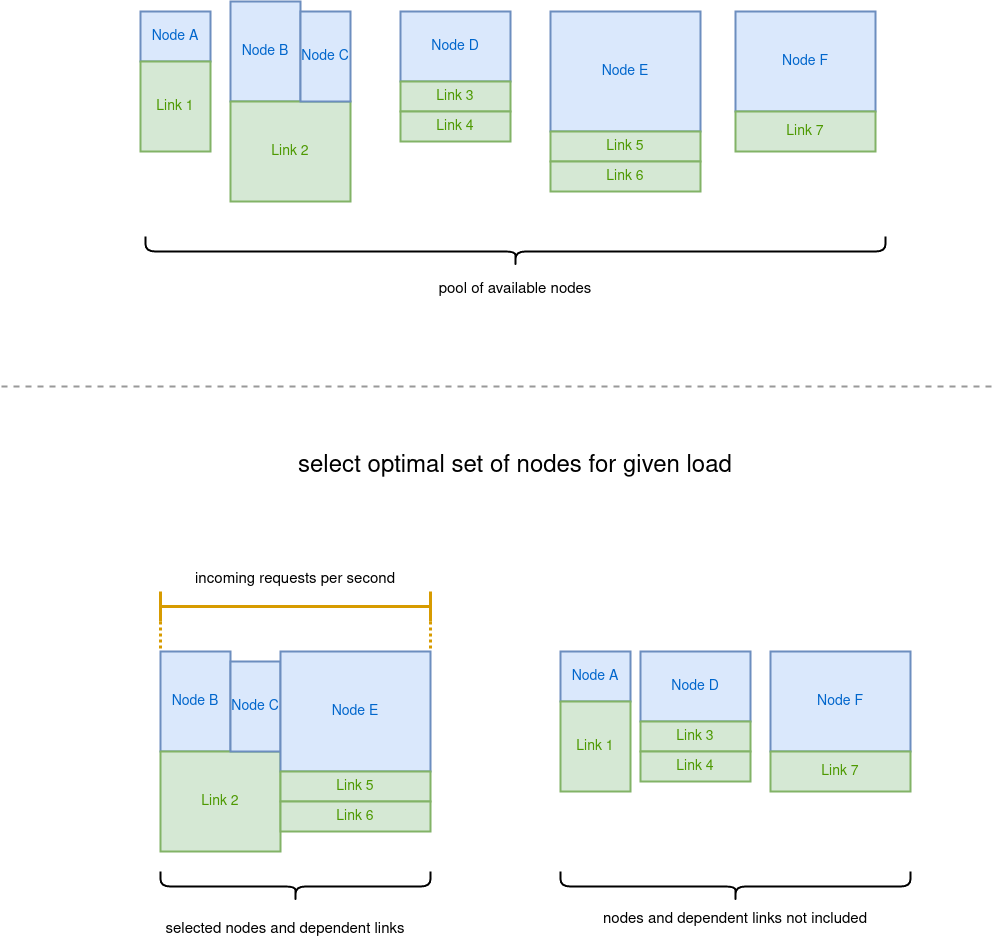 Node A
Node B
Node C
Node D
Node E
Node F
Link 1
Link 2
Link 3
Link 4
Link 5
Link 6
Link 7
pool of available nodes
select optimal set of nodes for given load
incoming requests per second
Node B
Node C
Node E
Link 2
Link 5
Link 6
selected nodes and dependent links
Node A
Node D
Node F
Link 1
Link 3
Link 4
Link 7
nodes and dependent links not included